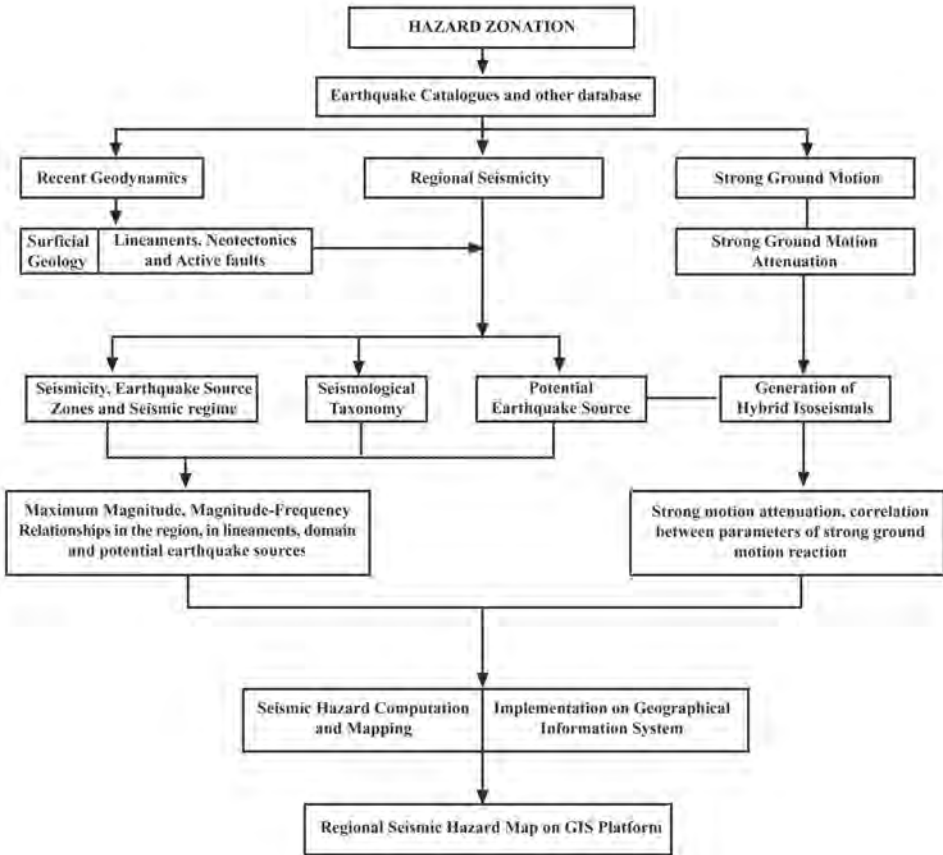 HAZARD ZONATION
Earthquake Catalogues and other database
Recent Geodynamics
Regional Seismicity
Strong Ground Motion
Surficial
Geology
Lineaments, Neotectonics
and Active faults
Strong Ground Motion
Attenuation
Seismicity, Earthquake Source
Zones and Seismic regime
Seismological
Taxonomy
Potential
Earthquake Source
Generation of
Hybrid Isoseismals
Maximum Magnitude, Magnitude-Frequency
Relationships in the region, in lineaments, domain
and potential earthquake sources
Strong motion attenuation, correlation
between parameters of strong ground
motion reaction
Seismic Hazard Computation
and Mapping
Implementation on Geographical
Information System
Regional Seismic Hazard Map on GIS Platform